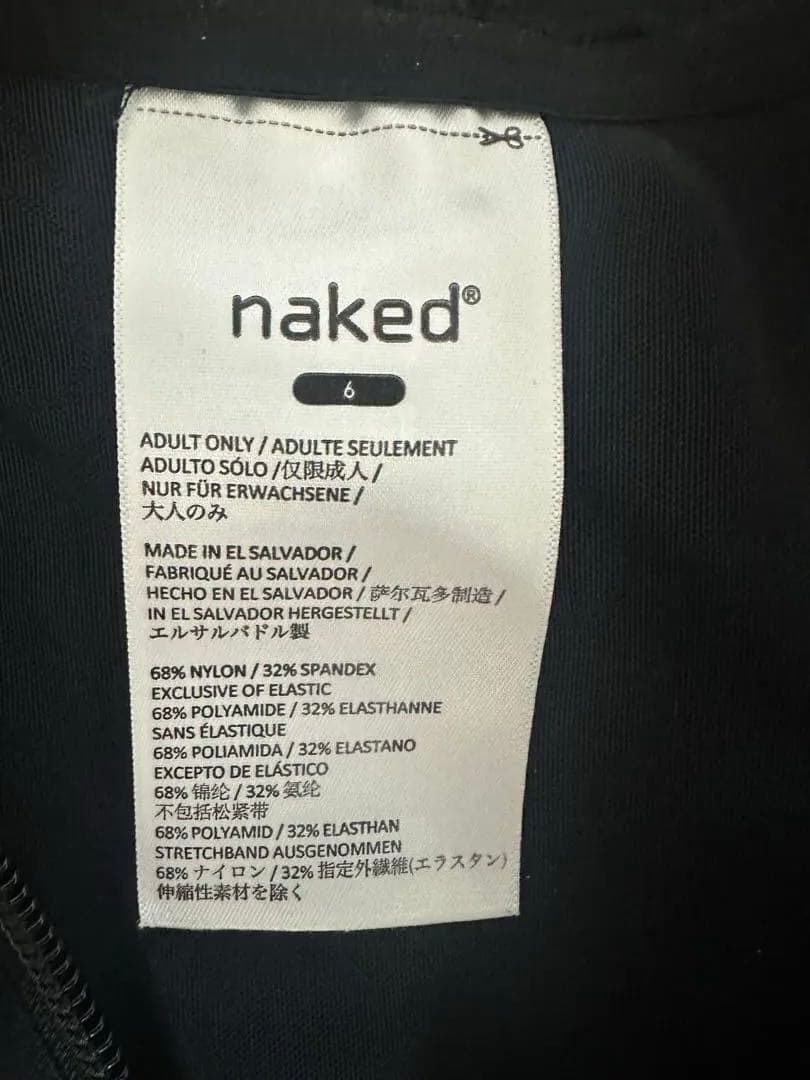 naked®
6
ADULT ONLY / ADULTE SEULEMENT
ADULTO SÓLO /仅限成人 /
NUR FÜR ERWACHSENE /
大人のみ
MADE IN EL SALVADOR /
FABRIQUÉ AU SALVADOR /
HECHO EN EL SALVADOR / 萨尔瓦多制造 /
IN EL SALVADOR HERGESTELLT /
エルサルバドル製
68% NYLON / 32% SPANDEX
EXCLUSIVE OF ELASTIC
68% POLYAMIDE / 32% ELASTHANNE
SANS ÉLASTIQUE
68% POLIAMIDA / 32% ELASTANO
EXCEPTO DE ELÁSTICO
68% 锦纶 / 32% 氨纶
不包括松紧带
68% POLYAMID / 32% ELASTHAN
STRETCHBAND AUSGENOMMEN
68% ナイロン / 32% 指定外繊維(エラスタン)
伸縮性素材を除く